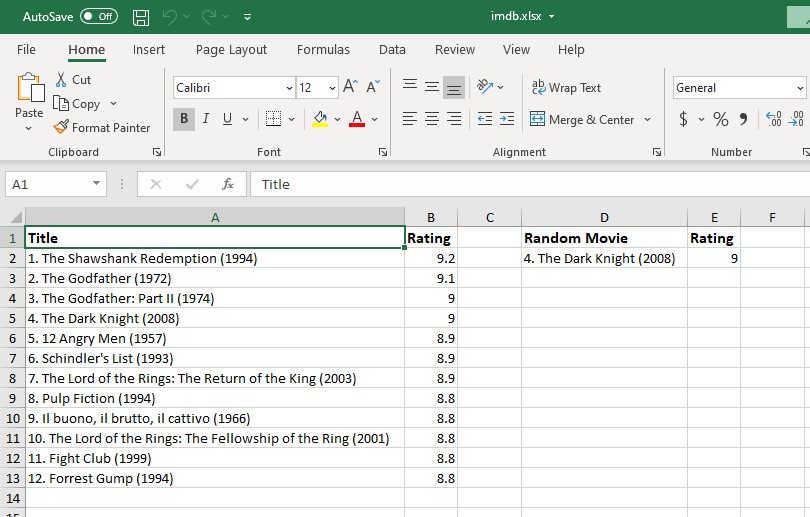 AutoSave Off imdb.xlsx
File Home Insert Page Layout Formulas Data Review View Help
Paste
Cut
Copy
Format Painter
Clipboard
Calibri 12 A A
B I U A
Font
ab Wrap Text
Merge & Center
Alignment
General
$ % 9 .00 .00
Number
A1 fx Title
A B C D E F
1 Title Rating Random Movie Rating
2 1. The Shawshank Redemption (1994) 9.2 4. The Dark Knight (2008) 9
3 2. The Godfather (1972) 9.1
4 3. The Godfather: Part II (1974) 9
5 4. The Dark Knight (2008) 9
6 5. 12 Angry Men (1957) 8.9
7 6. Schindler's List (1993) 8.9
8 7. The Lord of the Rings: The Return of the King (2003) 8.9
9 8. Pulp Fiction (1994) 8.8
10 9. Il buono, il brutto, il cattivo (1966) 8.8
11 10. The Lord of the Rings: The Fellowship of the Ring (2001) 8.8
12 11. Fight Club (1999) 8.8
13 12. Forrest Gump (1994) 8.8
14